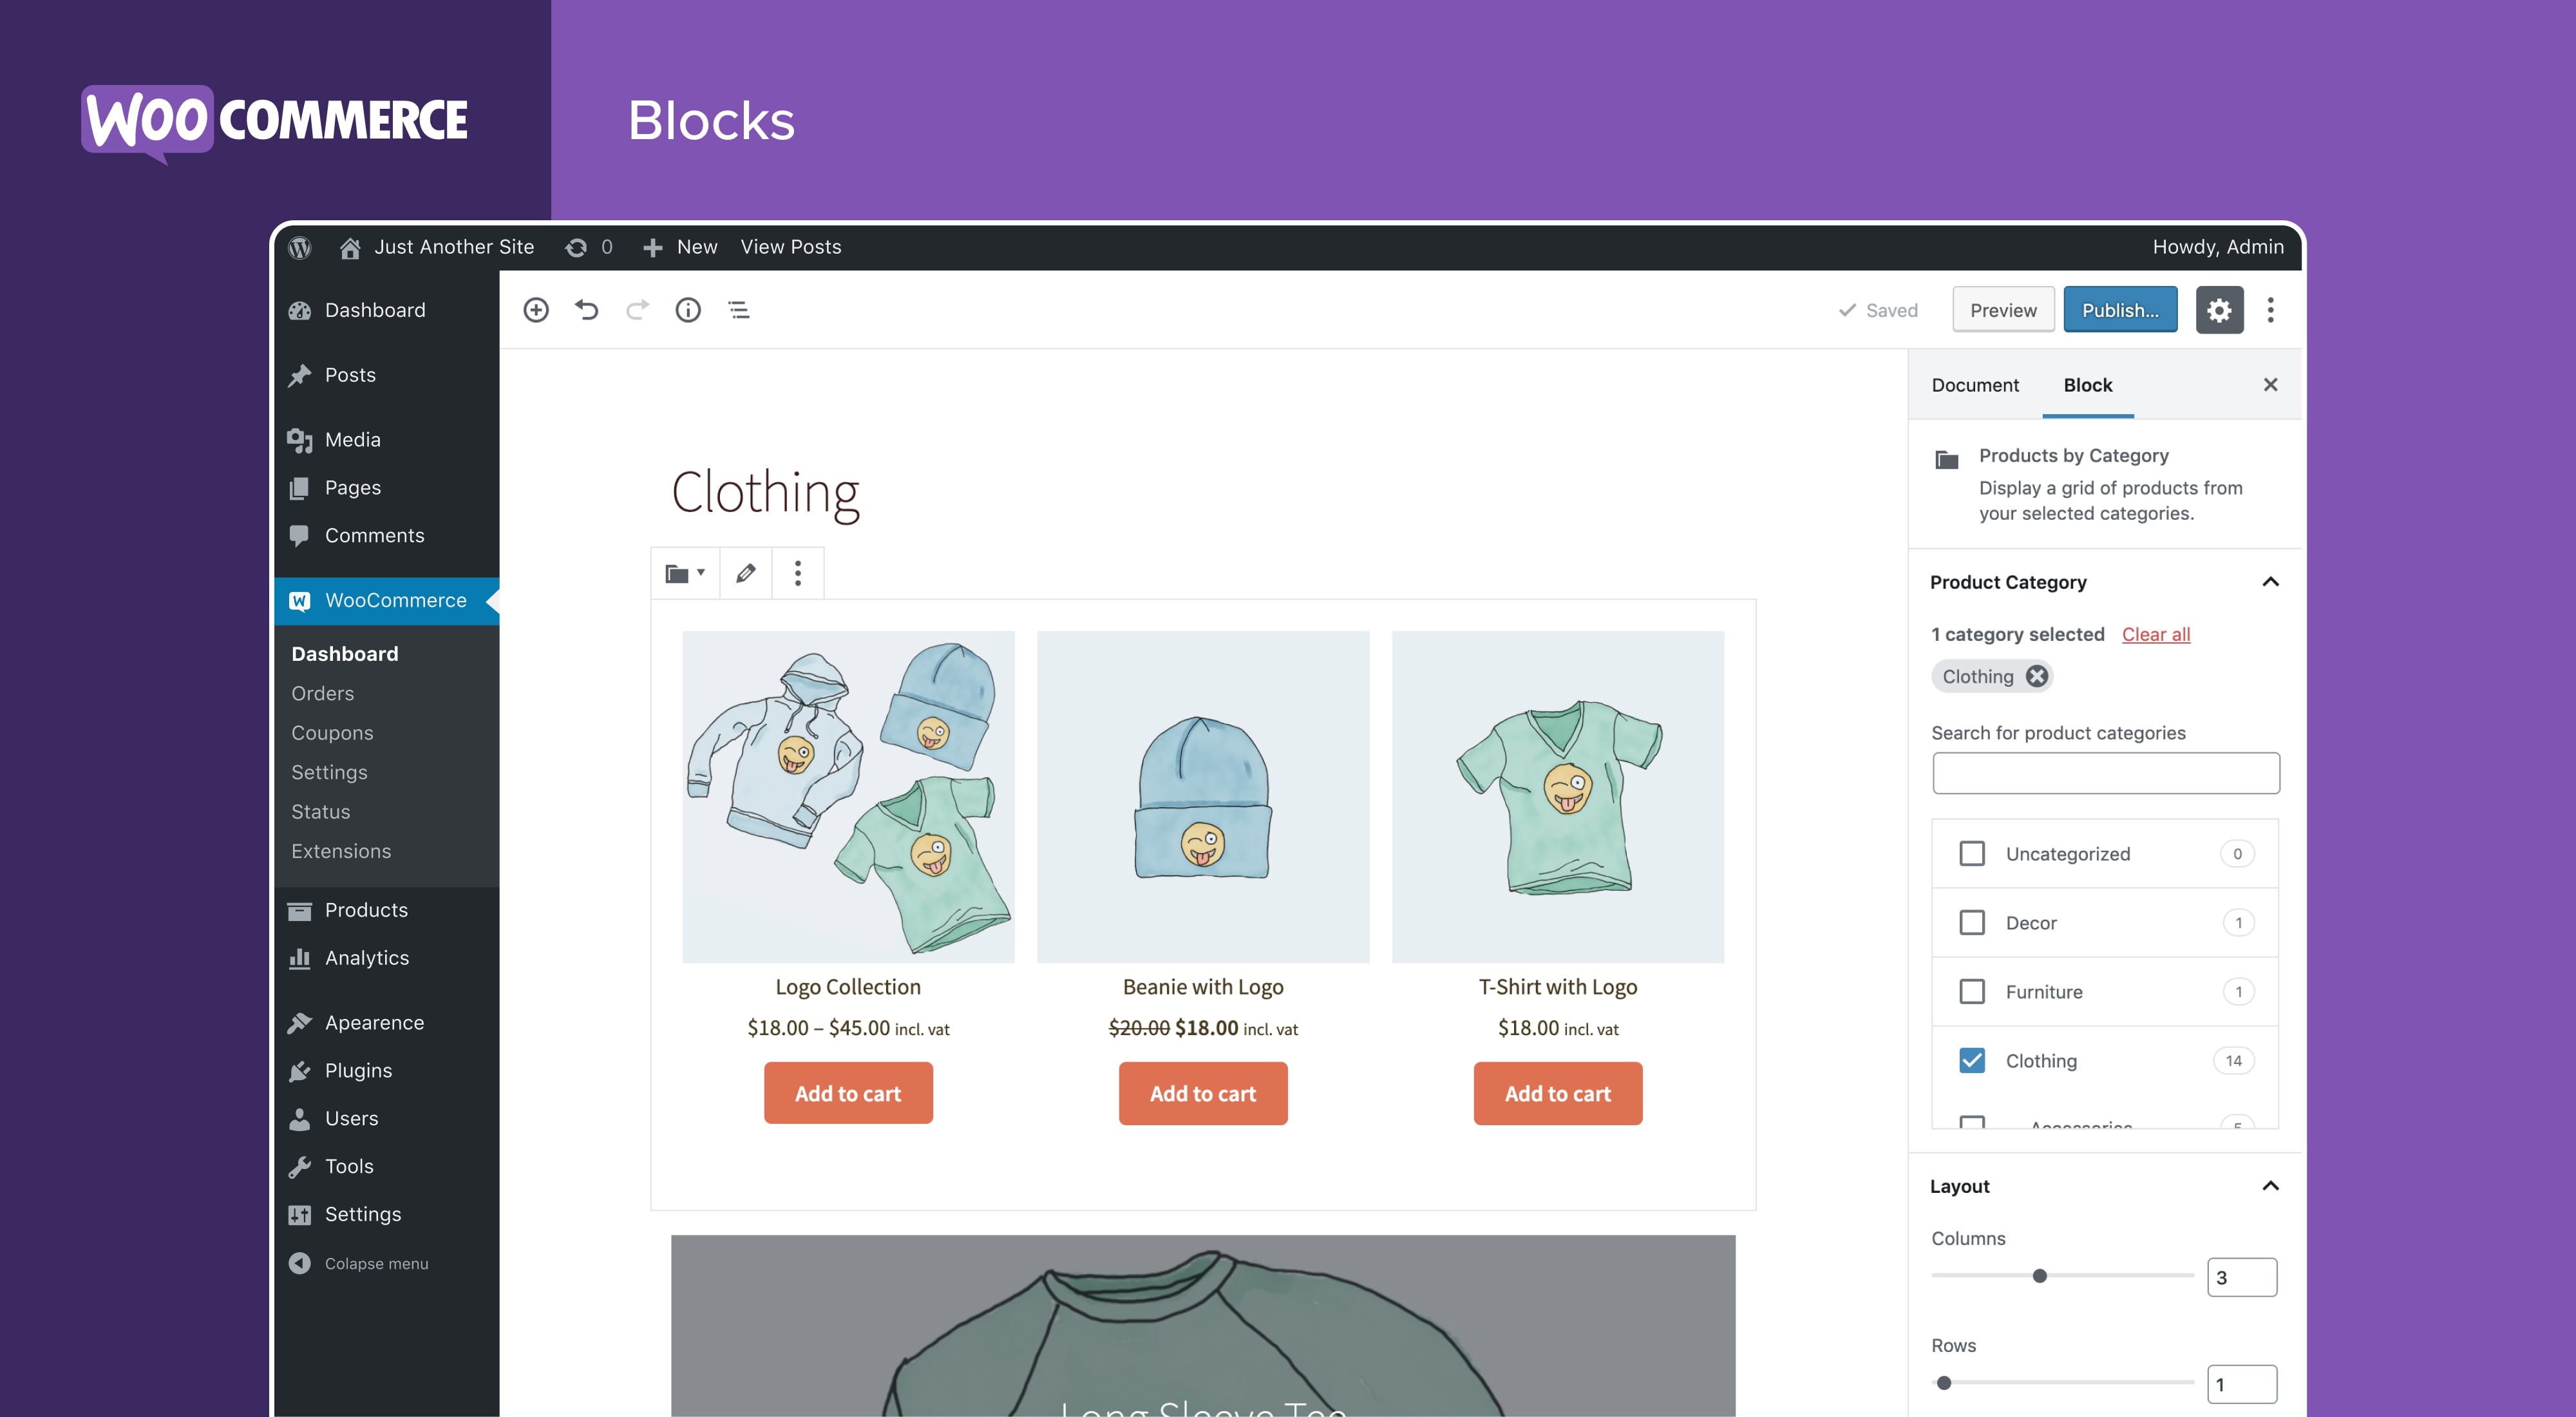 WOO COMMERCE
Blocks
Just Another Site
0
New
View Posts
Howdy, Admin
Dashboard
Posts
Media
Pages
Comments
WooCommerce
Dashboard
Orders
Coupons
Settings
Status
Extensions
Products
Analytics
Apearence
Plugins
Users
Tools
Settings
Colapse menu
Saved
Preview
Publish...
Clothing
Logo Collection
$18.00 – $45.00 incl. vat
Add to cart
Beanie with Logo
$20.00 $18.00 incl. vat
Add to cart
T-Shirt with Logo
$18.00 incl. vat
Add to cart
Long Sleeve Tee
Document
Block
Products by Category
Display a grid of products from
your selected categories.
Product Category
1 category selected Clear all
Clothing
Search for product categories
Uncategorized 0
Decor 1
Furniture 1
Clothing 14
Accessories 5
Layout
Columns
3
Rows
1